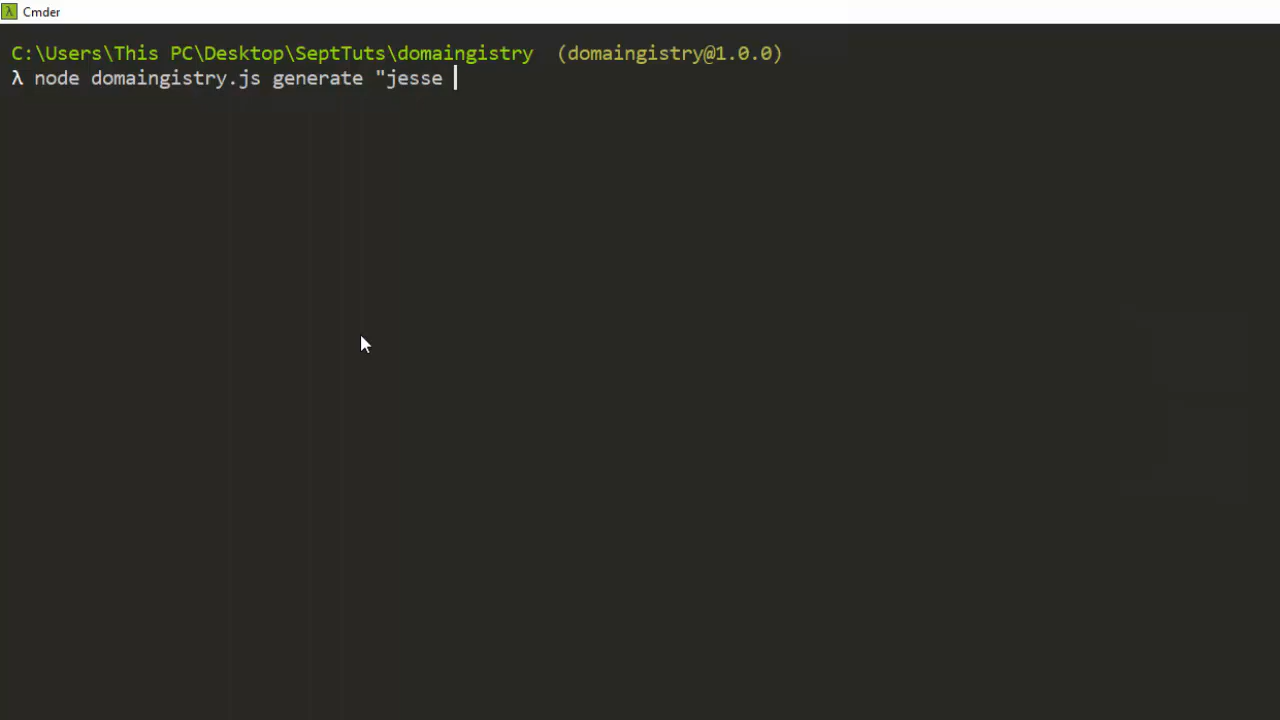 Cmder
C:\Users\This PC\Desktop\SeptTuts\domaingistry (domaingistry@1.0.0)
λ node domaingistry.js generate "jesse